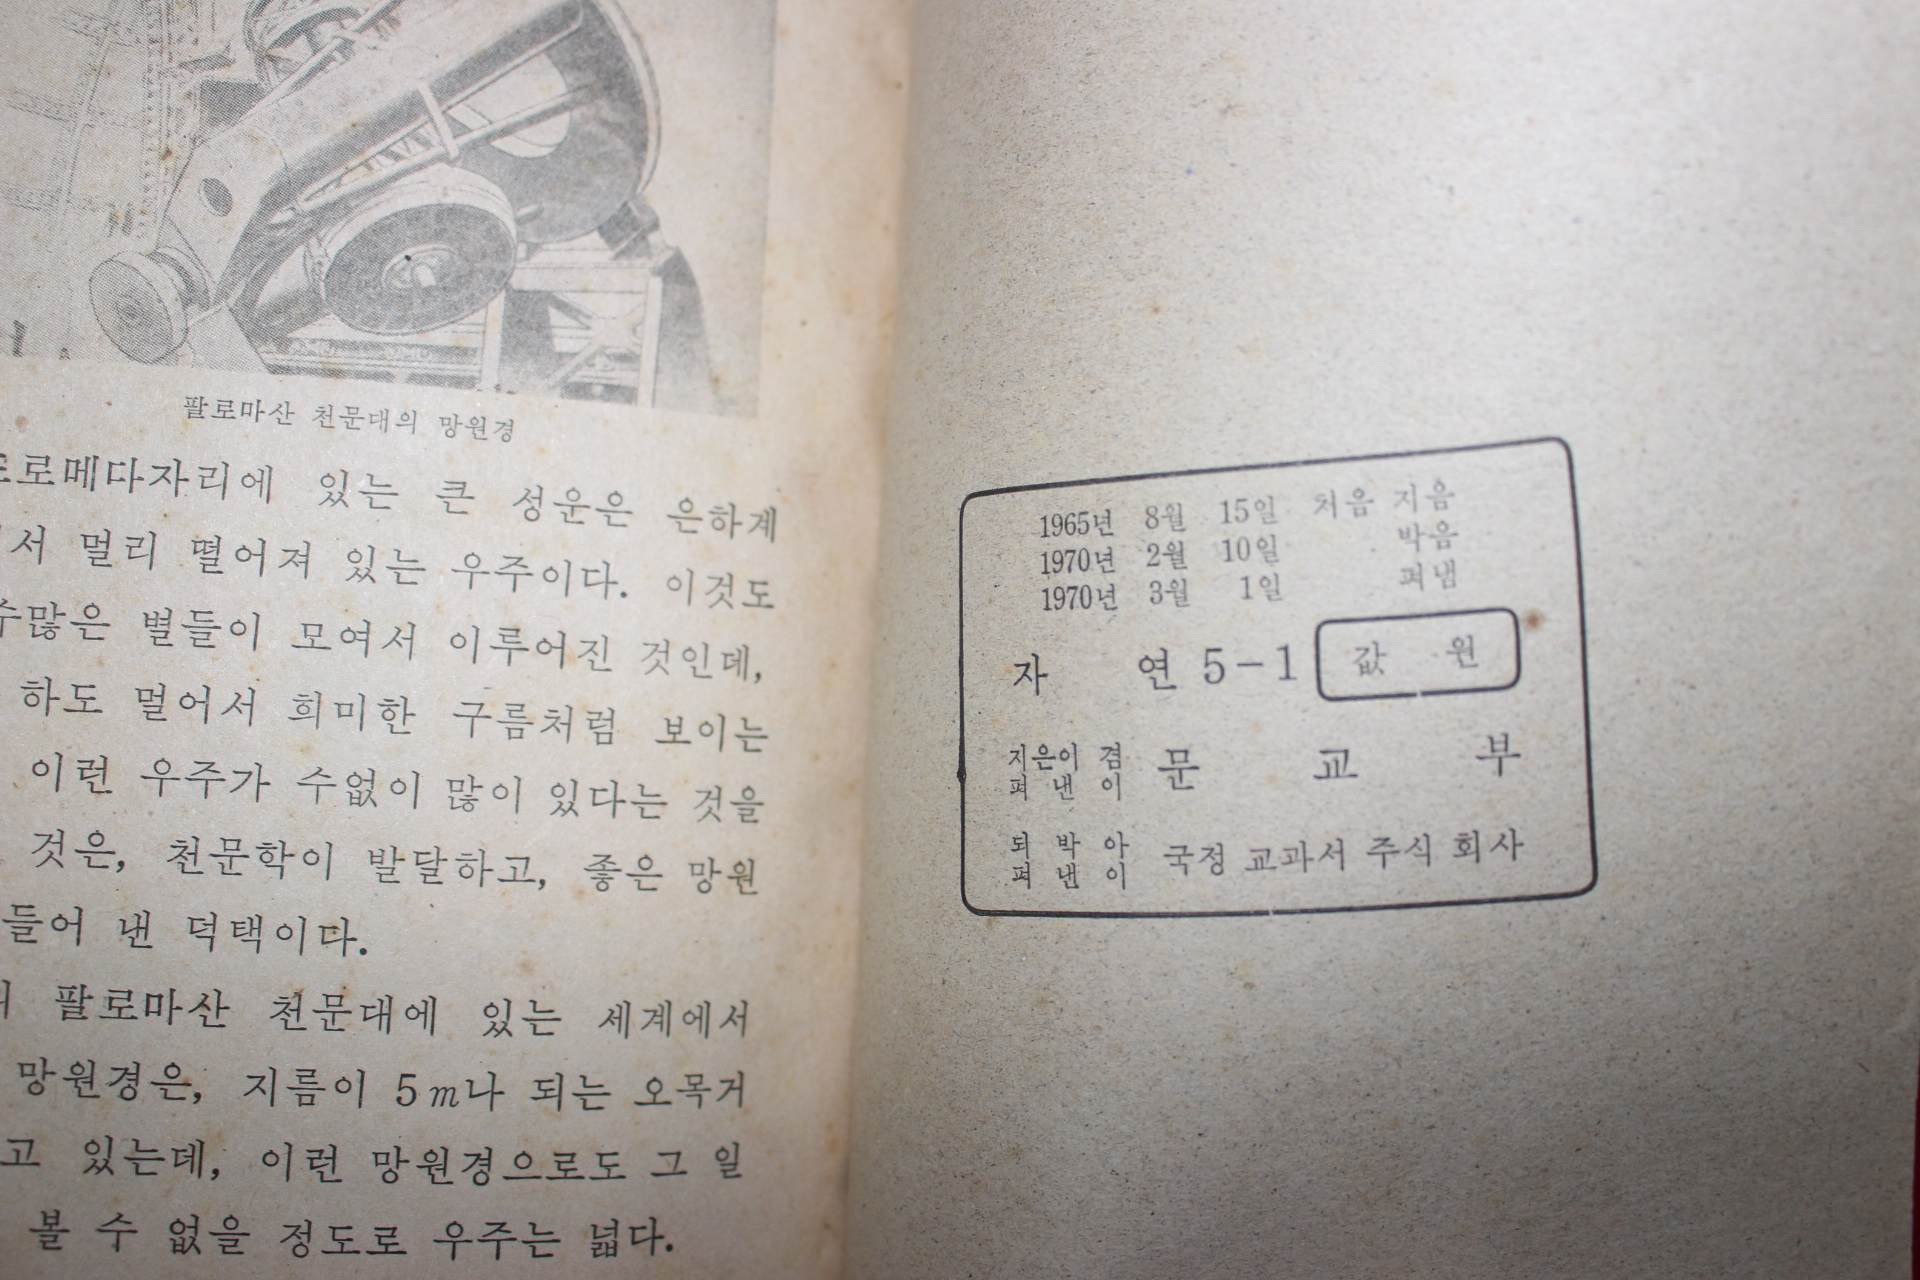 팔로마산 천문대의 망원경
로메다자리에 있는 큰 성운은 은하계
서 멀리 떨어져 있는 우주이다. 이것도
수많은 별들이 모여서 이루어진 것인데,
하도 멀어서 희미한 구름처럼 보이는
이런 우주가 수없이 많이 있다는 것을
것은, 천문학이 발달하고, 좋은 망원
들어 낸 덕택이다.
팔로마산 천문대에 있는 세계에서
망원경은, 지름이 5m나 되는 오목거
고 있는데, 이런 망원경으로도 그 일
볼 수 없을 정도로 우주는 넓다.
1965년 8월 15일 처음 지음
1970년 2월 10일 박음
1970년 3월 1일 펴냄
자 연 5-1 값 원
지은이 겸
펴 낸 이
문 교 부
되 박 아
펴 낸 이
국정 교과서 주식 회사